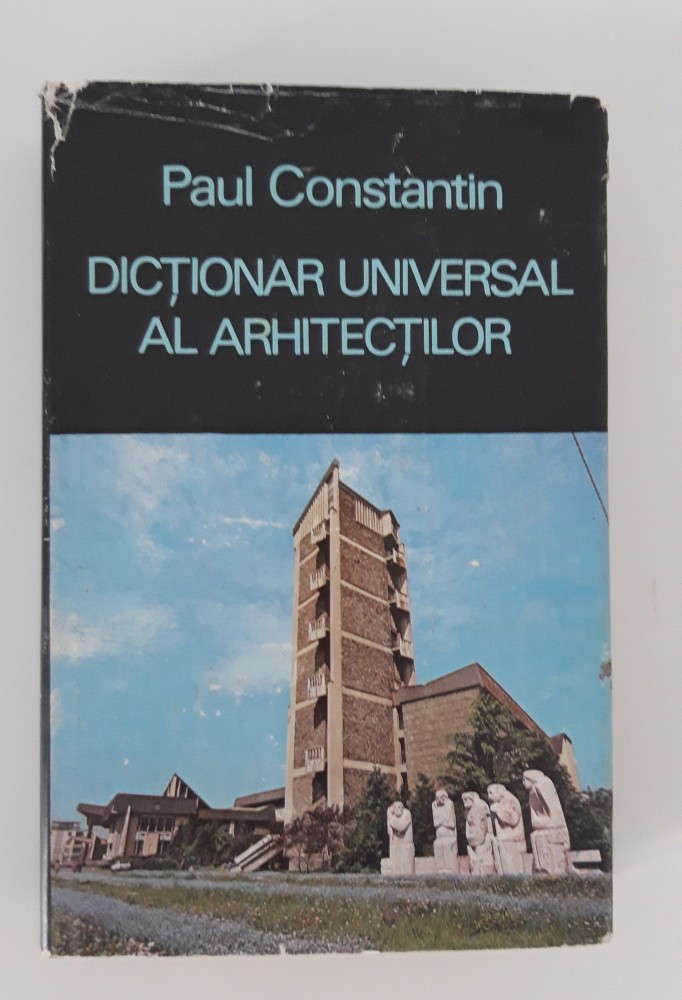 Paul Constantin
DICȚIONAR UNIVERSAL
AL ARHITECȚILOR